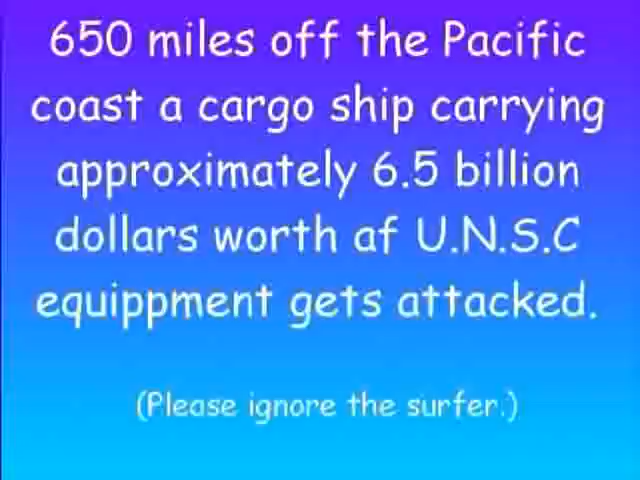 650 miles off the Pacific
coast a cargo ship carrying
approximately 6.5 billion
dollars worth af U.N.S.C
equippment gets attacked.
(Please ignore the surfer.)